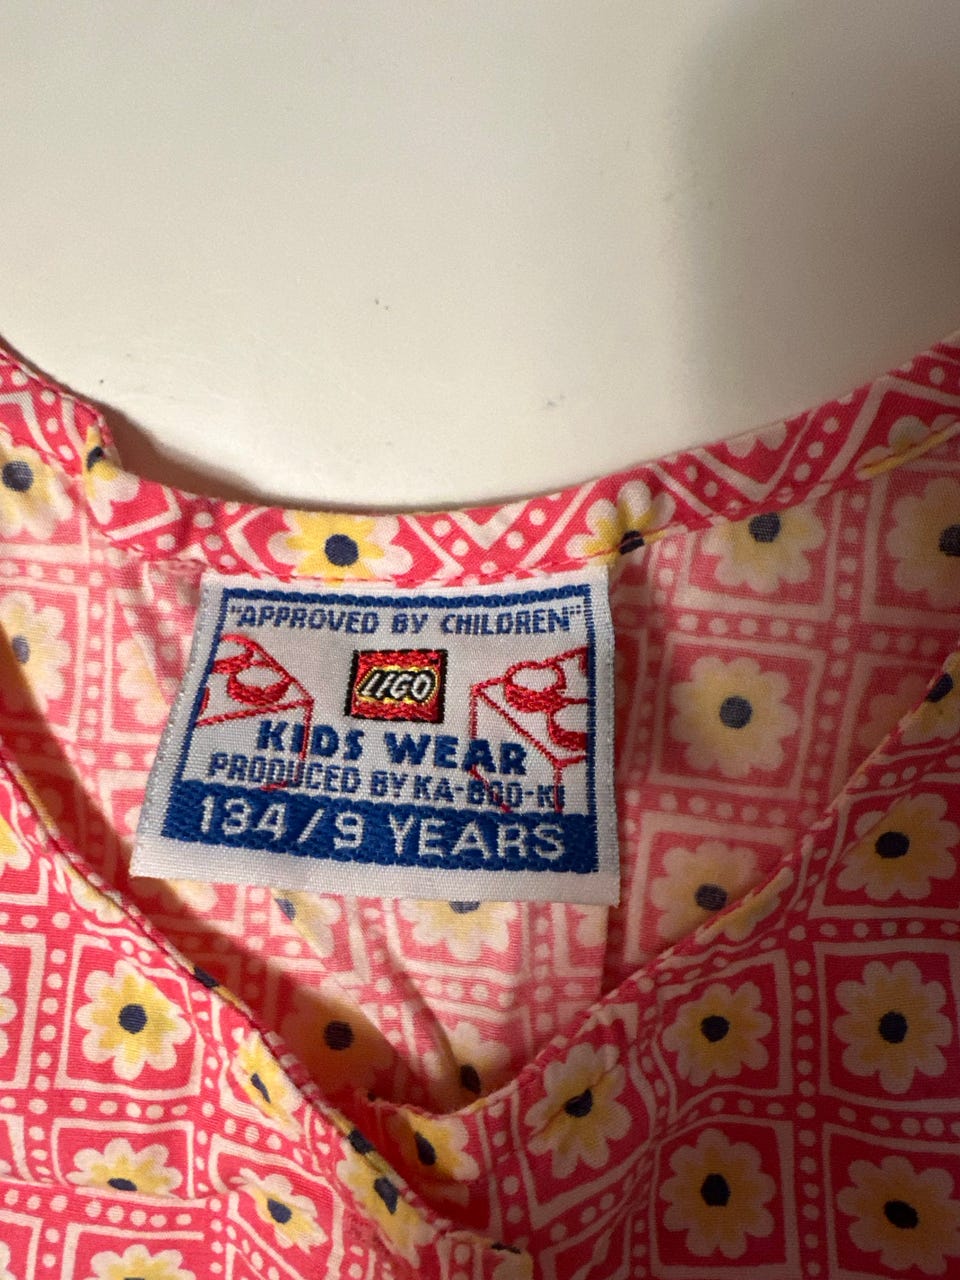 "APPROVED BY CHILDREN"
LEGO
KIDS WEAR
PRODUCED BY KA-BOO-KI
134/9 YEARS